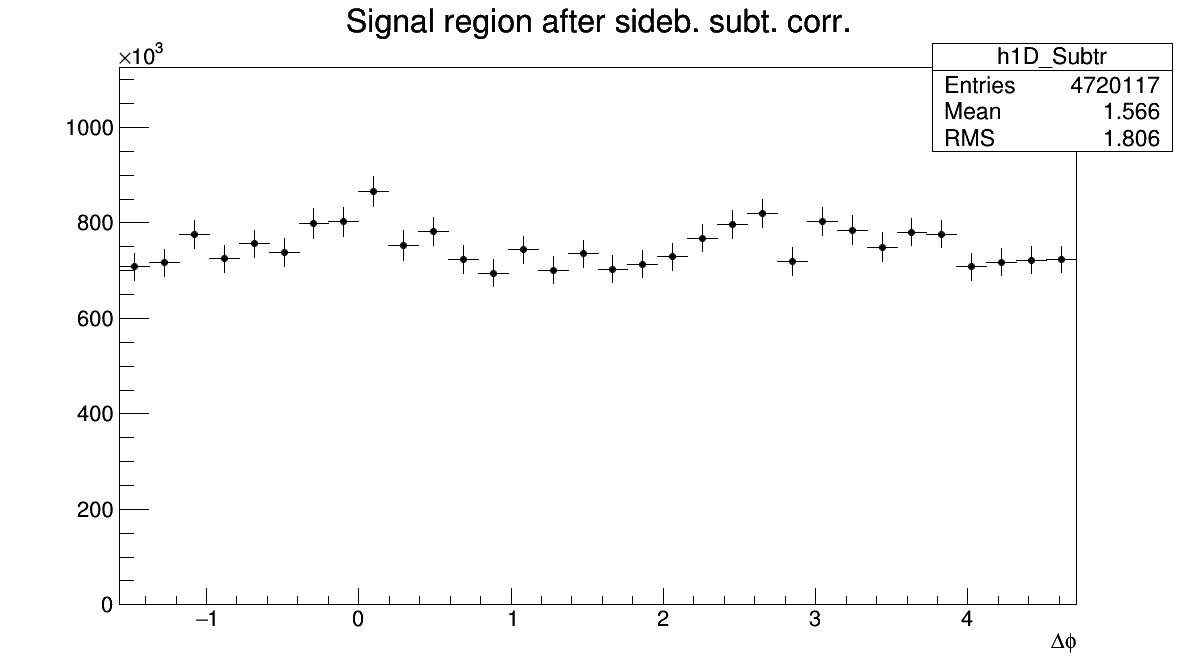 Signal region after sideb. subt. corr.
×10³
h1D_Subtr
Entries 4720117
Mean 1.566
RMS 1.806
1000
800
600
400
200
0
−1 0 1 2 3 4
Δϕ